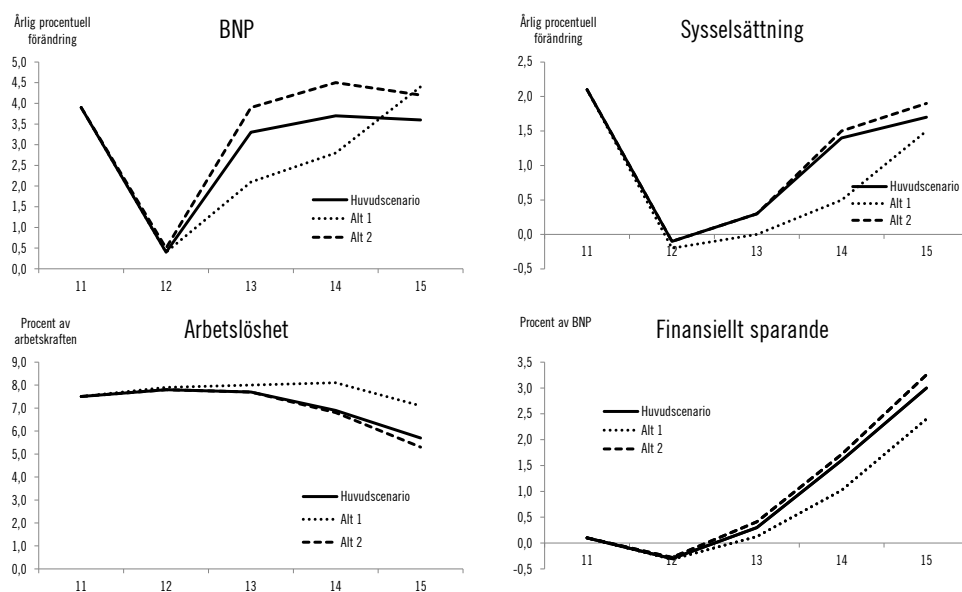 Årlig procentuell
förändring
BNP
5,0
4,5
4,0
3,5
3,0
2,5
2,0
1,5
1,0
0,5
0,0
11 12 13 14 15
Huvudscenario
Alt 1
Alt 2
Årlig procentuell
förändring
Sysselsättning
2,5
2,0
1,5
1,0
0,5
0,0
-0,5
11 12 13 14 15
Huvudscenario
Alt 1
Alt 2
Procent av
arbetskraften
Arbetslöshet
9,0
8,0
7,0
6,0
5,0
4,0
3,0
2,0
1,0
0,0
11 12 13 14 15
Huvudscenario
Alt 1
Alt 2
Procent av BNP
Finansiellt sparande
3,5
3,0
2,5
2,0
1,5
1,0
0,5
0,0
-0,5
11 12 13 14 15
Huvudscenario
Alt 1
Alt 2